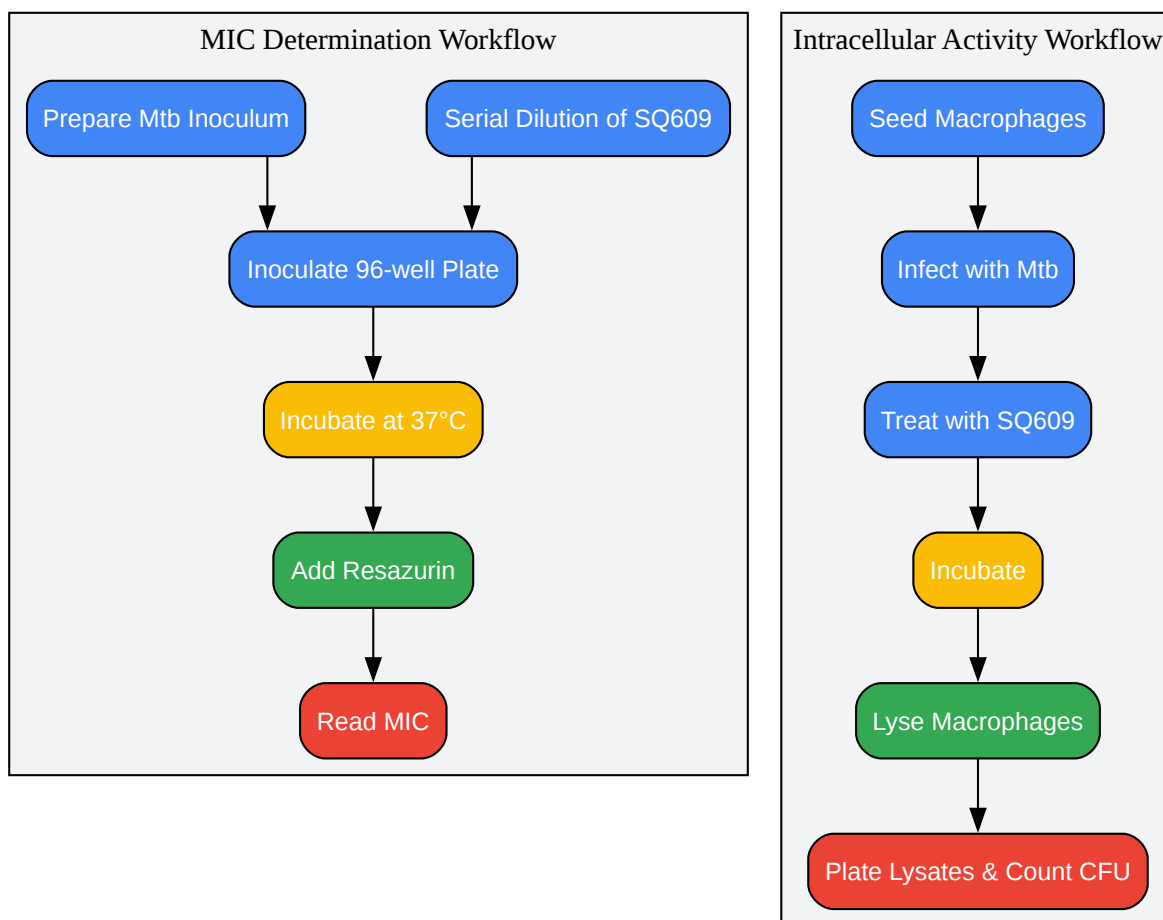 MIC Determination Workflow
Prepare Mtb Inoculum
Serial Dilution of SQ609
Inoculate 96-well Plate
Incubate at 37°C
Add Resazurin
Read MIC
Intracellular Activity Workflow
Seed Macrophages
Infect with Mtb
Treat with SQ609
Incubate
Lyse Macrophages
Plate Lysates & Count CFU